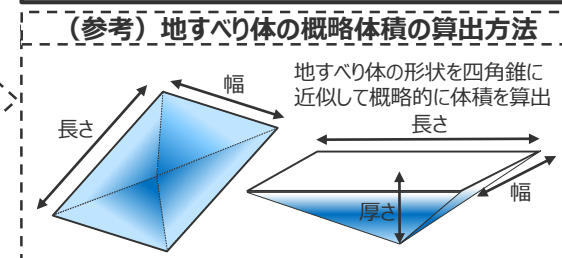 （参考）地すべり体の概略体積の算出方法
地すべり体の形状を四角錐に
近似して概略的に体積を算出
幅
長さ
長さ
幅
厚さ